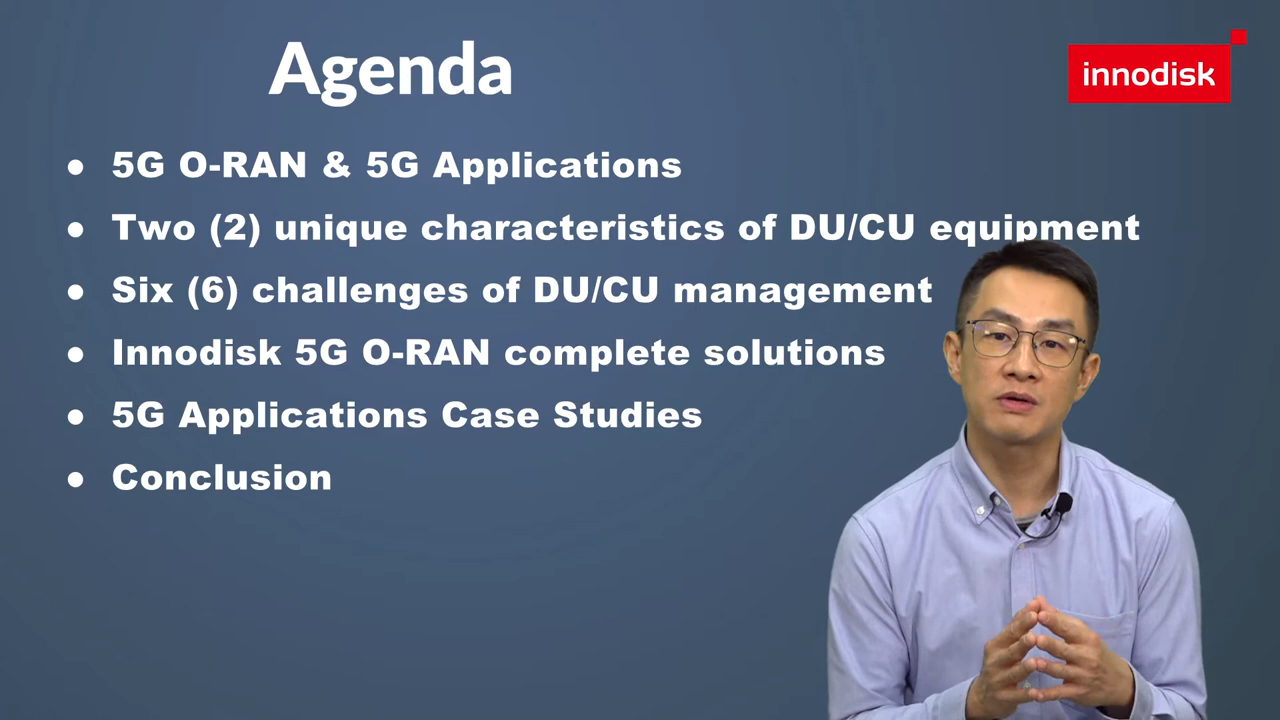 Agenda
innodisk
● 5G O-RAN & 5G Applications
● Two (2) unique characteristics of DU/CU equipment
● Six (6) challenges of DU/CU management
● Innodisk 5G O-RAN complete solutions
● 5G Applications Case Studies
● Conclusion